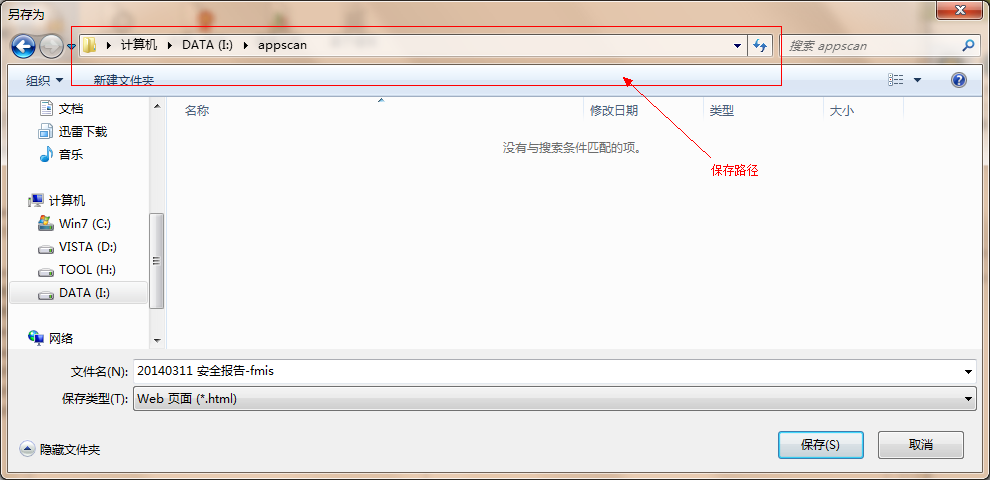 另存为
计算机 DATA (I:) appscan
搜索 appscan
组织 新建文件夹
文档
迅雷下载
音乐
计算机
Win7 (C:)
VISTA (D:)
TOOL (H:)
DATA (I:)
网络
名称 修改日期 类型 大小
没有与搜索条件匹配的项。
保存路径
文件名(N): 20140311 安全报告-fmis
保存类型(T): Web 页面 (*.html)
隐藏文件夹
保存(S) 取消